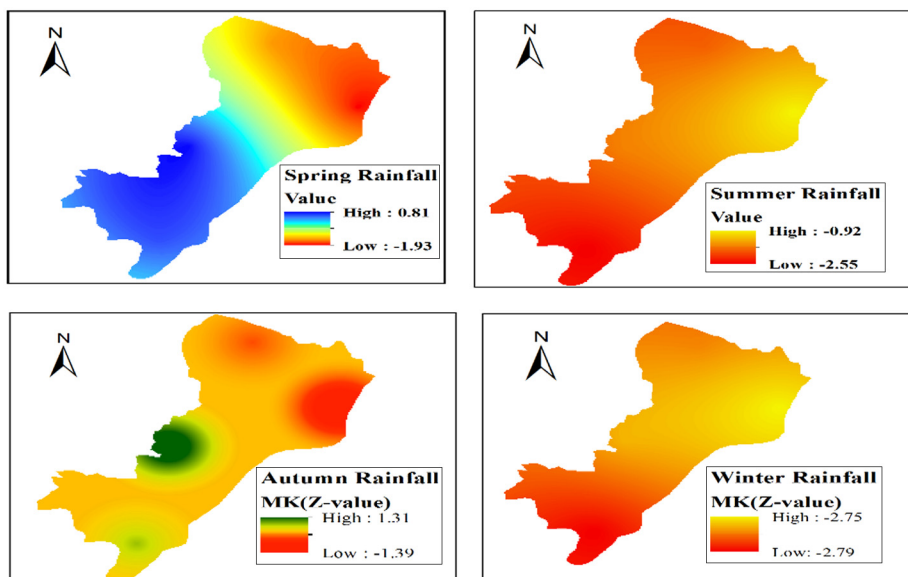 N
Spring Rainfall
Value
High : 0.81
Low : -1.93
N
Summer Rainfall
Value
High : -0.92
Low : -2.55
N
Autumn Rainfall
MK(Z-value)
High : 1.31
Low : -1.39
N
Winter Rainfall
MK(Z-value)
High : -2.75
Low: -2.79